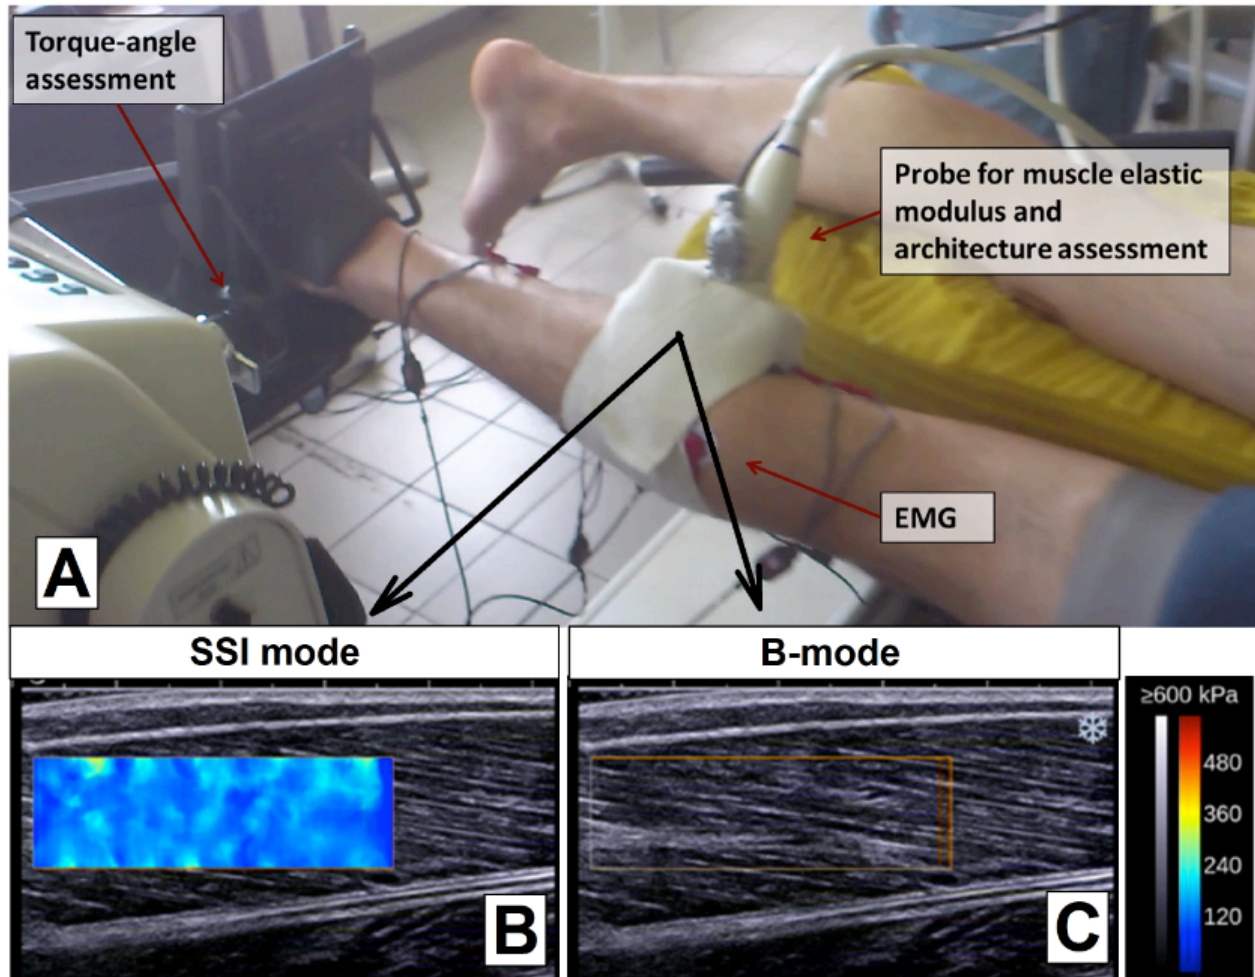 Torque-angle
assessment
Probe for muscle elastic
modulus and
architecture assessment
EMG
A
SSI mode
B-mode
≥600 kPa
480
360
240
120
B
C